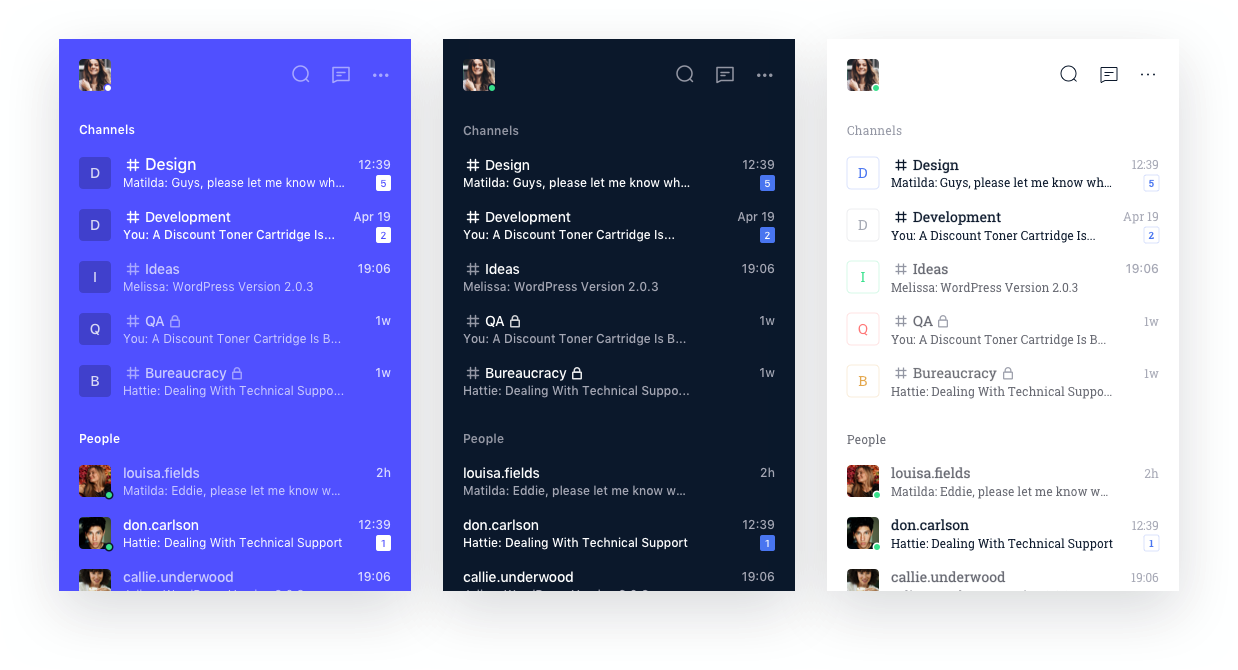 Channels
D
# Design
12:39
Matilda: Guys, please let me know wh...
5
D
# Development
Apr 19
You: A Discount Toner Cartridge Is...
2
I
# Ideas
19:06
Melissa: WordPress Version 2.0.3
Q
# QA
1w
You: A Discount Toner Cartridge Is B...
B
# Bureaucracy
1w
Hattie: Dealing With Technical Suppo...
People
louisa.fields
2h
Matilda: Eddie, please let me know w...
don.carlson
12:39
Hattie: Dealing With Technical Support
1
callie.underwood
19:06
Channels
# Design
12:39
Matilda: Guys, please let me know wh...
5
# Development
Apr 19
You: A Discount Toner Cartridge Is...
2
# Ideas
19:06
Melissa: WordPress Version 2.0.3
# QA
1w
You: A Discount Toner Cartridge Is B...
# Bureaucracy
1w
Hattie: Dealing With Technical Suppo...
People
louisa.fields
2h
Matilda: Eddie, please let me know w...
don.carlson
12:39
Hattie: Dealing With Technical Support
1
callie.underwood
19:06
Channels
D
# Design
12:39
Matilda: Guys, please let me know wh...
5
D
# Development
Apr 19
You: A Discount Toner Cartridge Is...
2
I
# Ideas
19:06
Melissa: WordPress Version 2.0.3
Q
# QA
1w
You: A Discount Toner Cartridge Is B...
B
# Bureaucracy
1w
Hattie: Dealing With Technical Suppo...
People
louisa.fields
2h
Matilda: Eddie, please let me know w...
don.carlson
12:39
Hattie: Dealing With Technical Support
1
callie.underwood
19:06